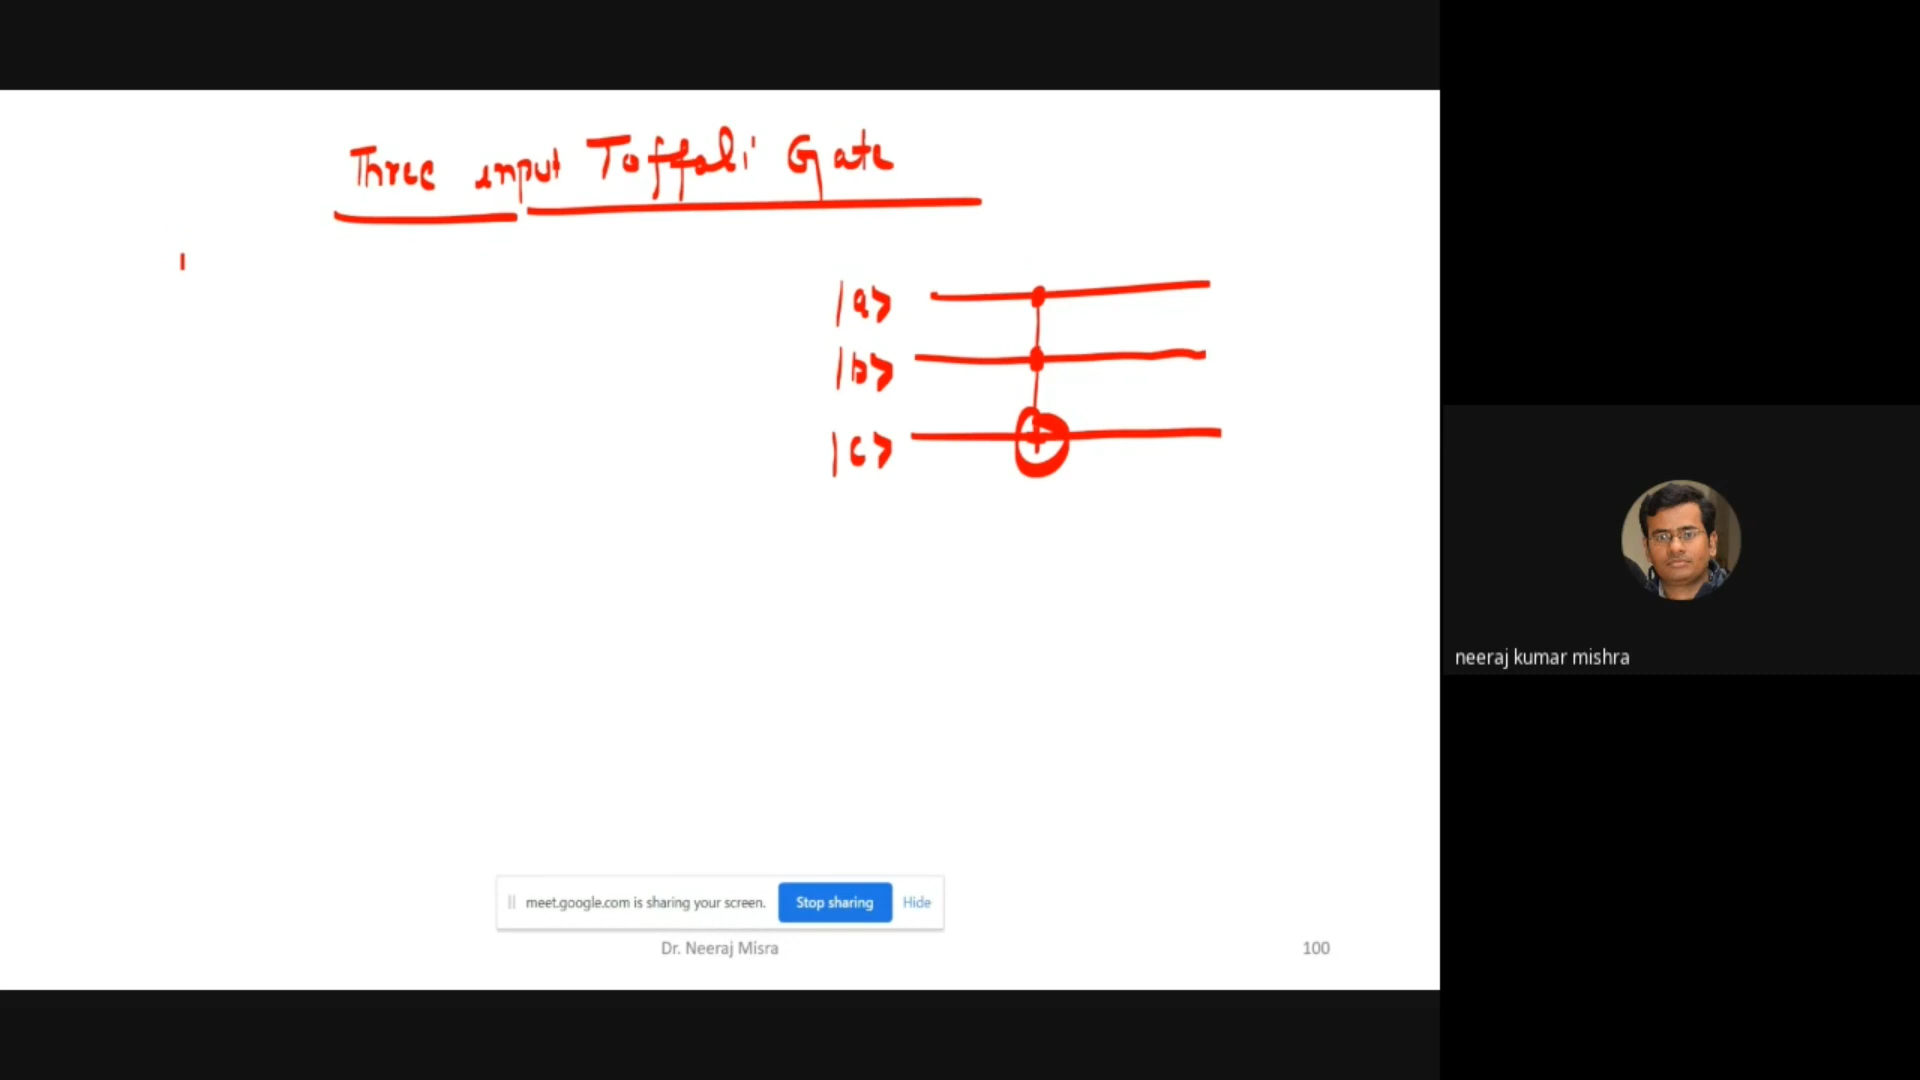 Three input Toffoli Gate
|a>
|b>
|c>
neeraj kumar mishra
meet.google.com is sharing your screen. Stop sharing Hide
Dr. Neeraj Misra 100